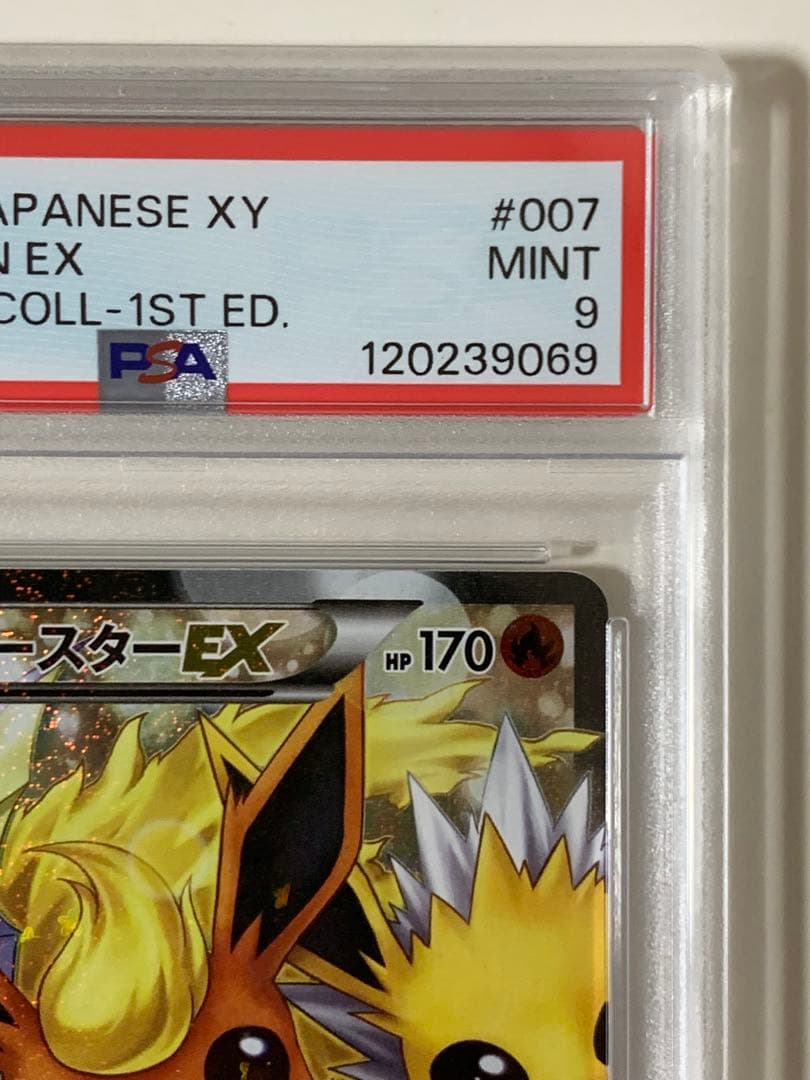 APANESE XY #007
N EX MINT
COLL-1ST ED. 9
PSA 120239069
ースターEX HP 170